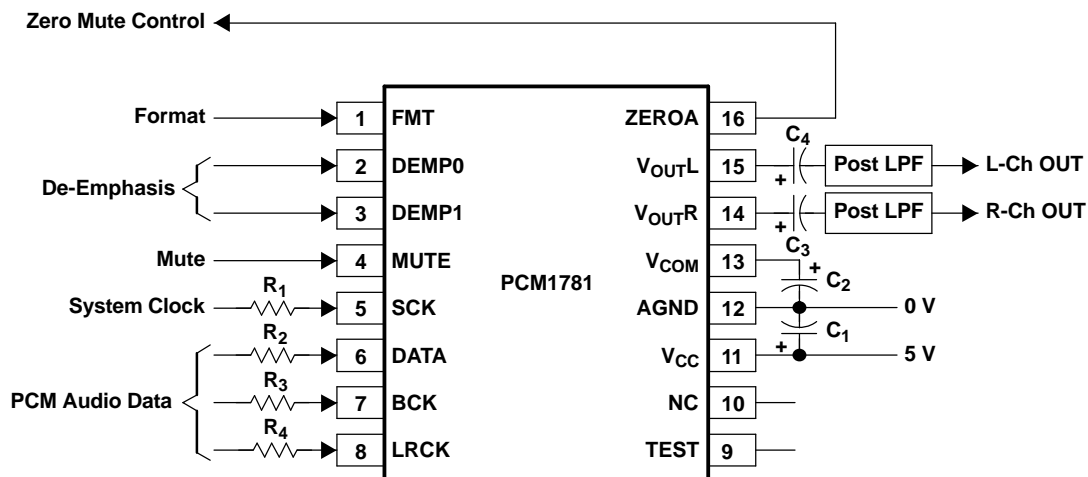 Zero Mute Control
Format 1 FMT ZEROA 16
C4
De-Emphasis 2 DEMP0 VOUTL 15 + Post LPF L-Ch OUT
3 DEMP1 VOUTR 14 + Post LPF R-Ch OUT
C3
Mute 4 MUTE VCOM 13 +
PCM1781
C2
System Clock R1 5 SCK AGND 12 0 V
C1
R2 6 DATA VCC 11 + 5 V
PCM Audio Data R3 7 BCK NC 10
R4 8 LRCK TEST 9